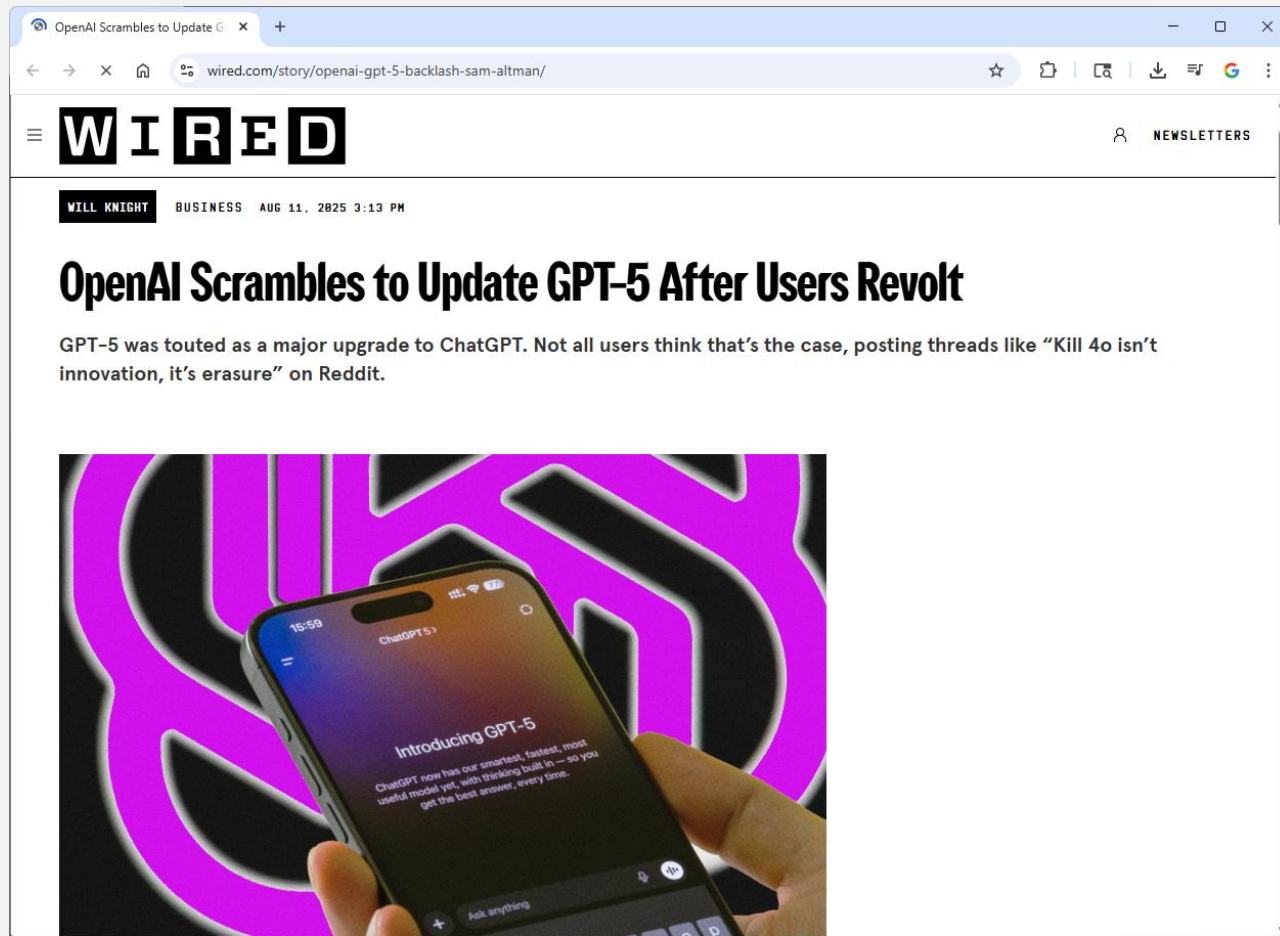 OpenAI Scrambles to Update G
wired.com/story/openai-gpt-5-backlash-sam-altman/
WIRED
NEWSLETTERS
WILL KNIGHT BUSINESS AUG 11, 2025 3:13 PM
OpenAI Scrambles to Update GPT-5 After Users Revolt
GPT-5 was touted as a major upgrade to ChatGPT. Not all users think that’s the case, posting threads like “Kill 4o isn’t
innovation, it’s erasure” on Reddit.
15:59
77
ChatGPT 5>
Introducing GPT-5
ChatGPT now has our smartest, fastest, most
useful model yet, with thinking built in — so you
get the best answer, every time.
Ask anything